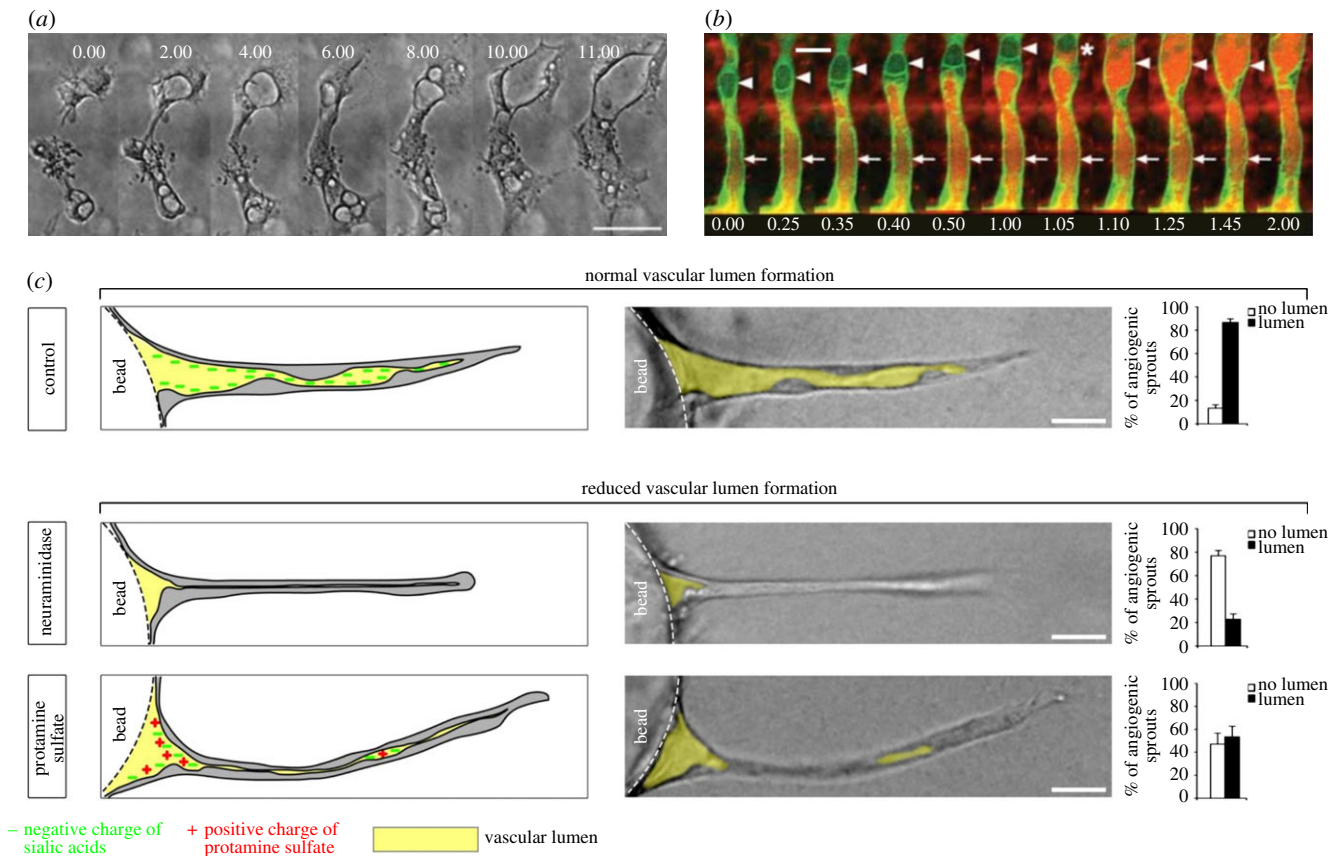 (a)
0.00 2.00 4.00 6.00 8.00 10.00 11.00
(b)
*
0.00 0.25 0.35 0.40 0.50 1.00 1.05 1.10 1.25 1.45 2.00
(c)
normal vascular lumen formation
control
bead
bead
% of angiogenic
sprouts
100
80
60
40
20
0
no lumen
lumen
reduced vascular lumen formation
neuraminidase
bead
bead
% of angiogenic
sprouts
100
80
60
40
20
0
no lumen
lumen
protamine
sulfate
bead
bead
% of angiogenic
sprouts
100
80
60
40
20
0
no lumen
lumen
– negative charge of
sialic acids
+ positive charge of
protamine sulfate
vascular lumen